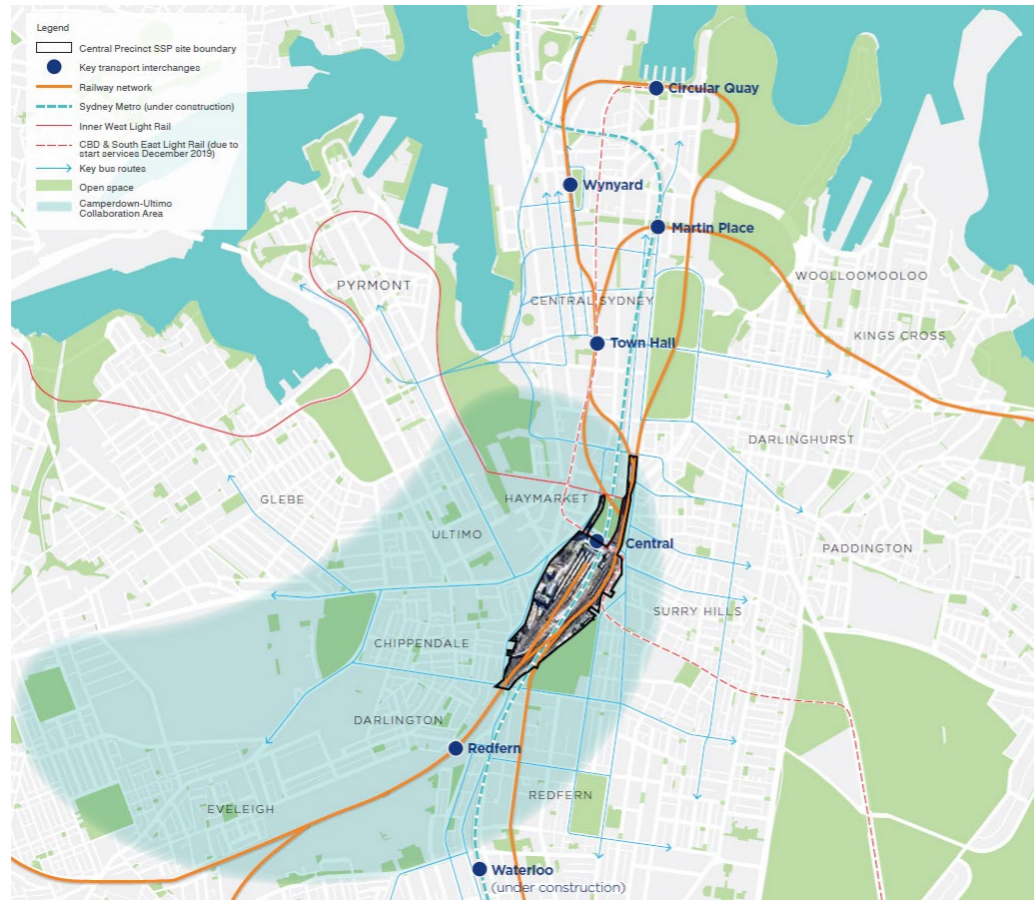 Legend
Central Precinct SSP site boundary
Key transport interchanges
Railway network
Sydney Metro (under construction)
Inner West Light Rail
CBD & South East Light Rail (due to
start services December 2019)
Key bus routes
Open space
Camperdown-Ultimo
Collaboration Area
Circular Quay
Wynyard
Martin Place
WOOLLOOMOOLOO
PYRMONT
CENTRAL SYDNEY
KINGS CROSS
Town Hall
DARLINGHURST
GLEBE
HAYMARKET
ULTIMO
Central
PADDINGTON
SURRY HILLS
CHIPPENDALE
DARLINGTON
Redfern
REDFERN
EVELEIGH
Waterloo
(under construction)